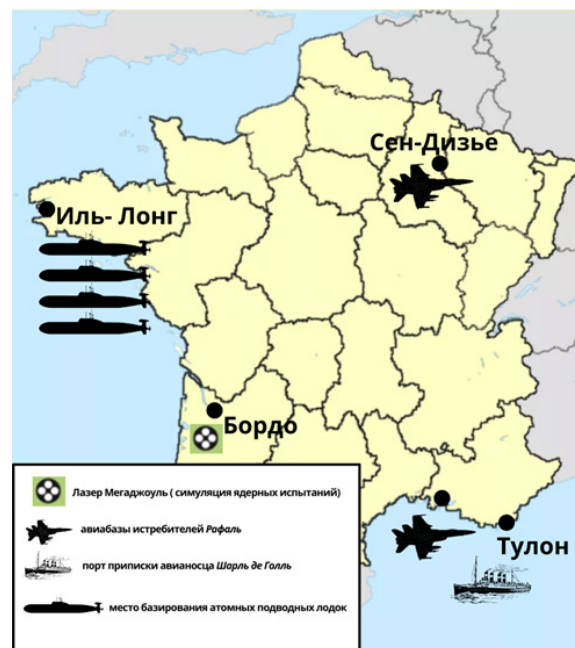 Сен-Дизье
Иль- Лонг
Бордо
Лазер Мегаджоуль ( симуляция ядерных испытаний)
авиабазы истребителей Рафаль
порт приписки авианосца Шарль де Голль
место базирования атомных подводных лодок
Тулон